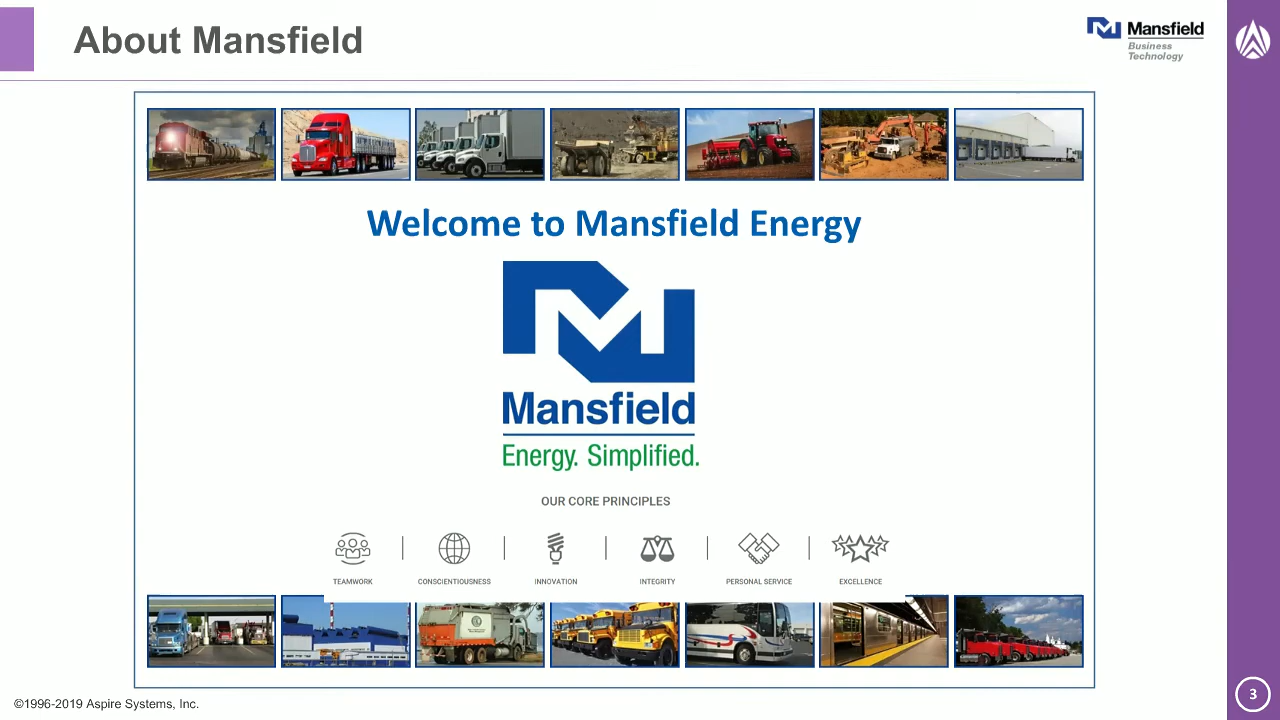 About Mansfield
Mansfield
Business
Technology
Welcome to Mansfield Energy
Mansfield
Energy. Simplified.
OUR CORE PRINCIPLES
TEAMWORK
CONSCIENTIOUSNESS
INNOVATION
INTEGRITY
PERSONAL SERVICE
EXCELLENCE
©1996-2019 Aspire Systems, Inc.
3